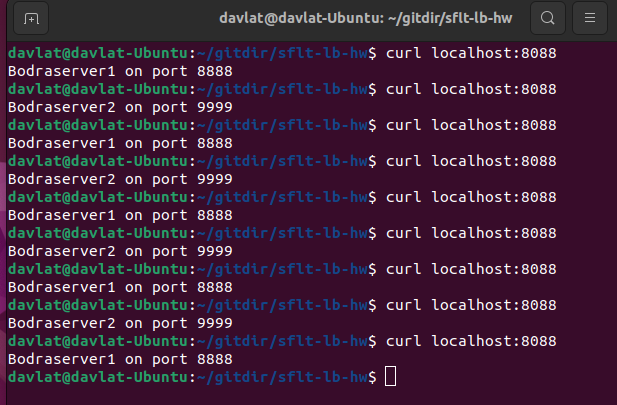 davlat@davlat-Ubuntu: ~/gitdir/sflt-lb-hw
davlat@davlat-Ubuntu:~/gitdir/sflt-lb-hw$ curl localhost:8088
Bodraserver1 on port 8888
davlat@davlat-Ubuntu:~/gitdir/sflt-lb-hw$ curl localhost:8088
Bodraserver2 on port 9999
davlat@davlat-Ubuntu:~/gitdir/sflt-lb-hw$ curl localhost:8088
Bodraserver1 on port 8888
davlat@davlat-Ubuntu:~/gitdir/sflt-lb-hw$ curl localhost:8088
Bodraserver2 on port 9999
davlat@davlat-Ubuntu:~/gitdir/sflt-lb-hw$ curl localhost:8088
Bodraserver1 on port 8888
davlat@davlat-Ubuntu:~/gitdir/sflt-lb-hw$ curl localhost:8088
Bodraserver2 on port 9999
davlat@davlat-Ubuntu:~/gitdir/sflt-lb-hw$ curl localhost:8088
Bodraserver1 on port 8888
davlat@davlat-Ubuntu:~/gitdir/sflt-lb-hw$ curl localhost:8088
Bodraserver2 on port 9999
davlat@davlat-Ubuntu:~/gitdir/sflt-lb-hw$ curl localhost:8088
Bodraserver1 on port 8888
davlat@davlat-Ubuntu:~/gitdir/sflt-lb-hw$